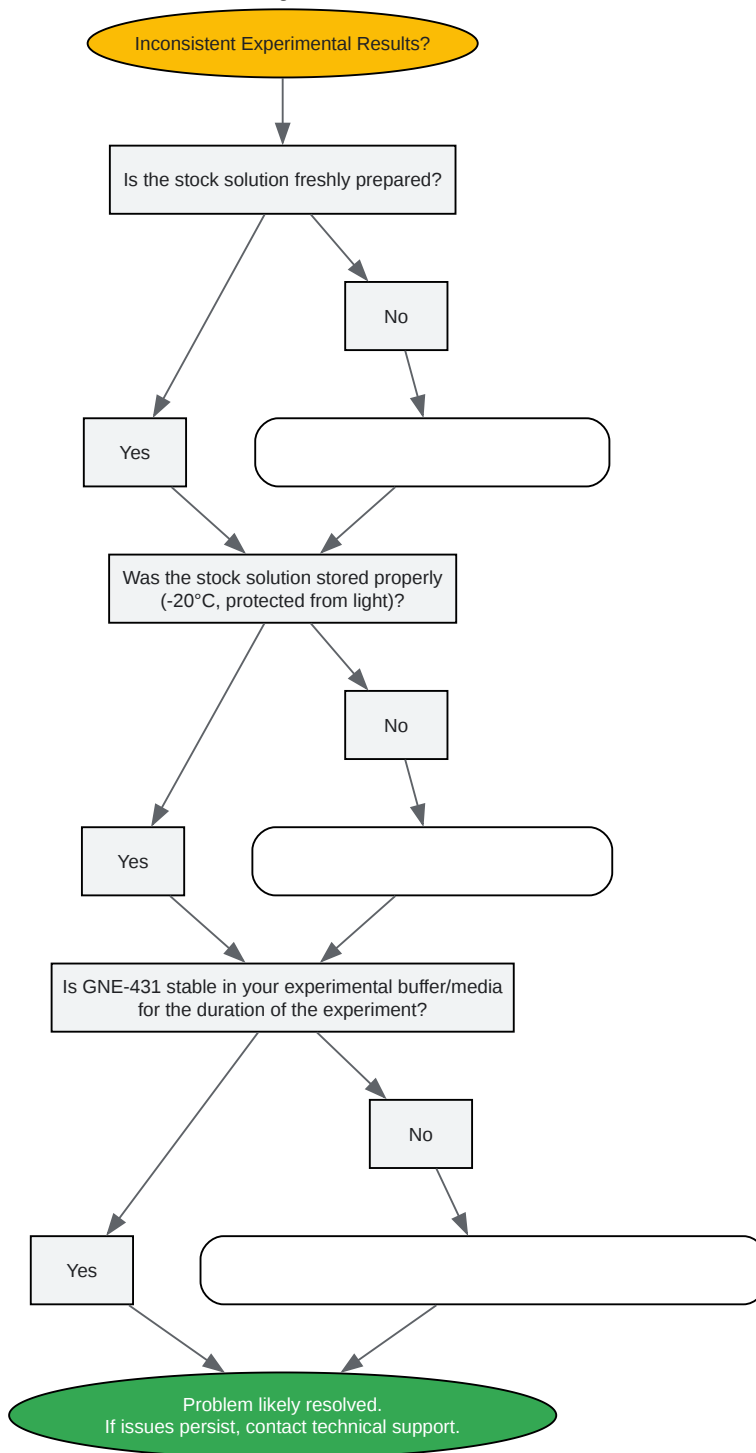 Inconsistent Experimental Results?
Is the stock solution freshly prepared?
No
Yes
Was the stock solution stored properly
(-20°C, protected from light)?
No
Yes
Is GNE-431 stable in your experimental buffer/media
for the duration of the experiment?
No
Yes
Problem likely resolved.
If issues persist, contact technical support.